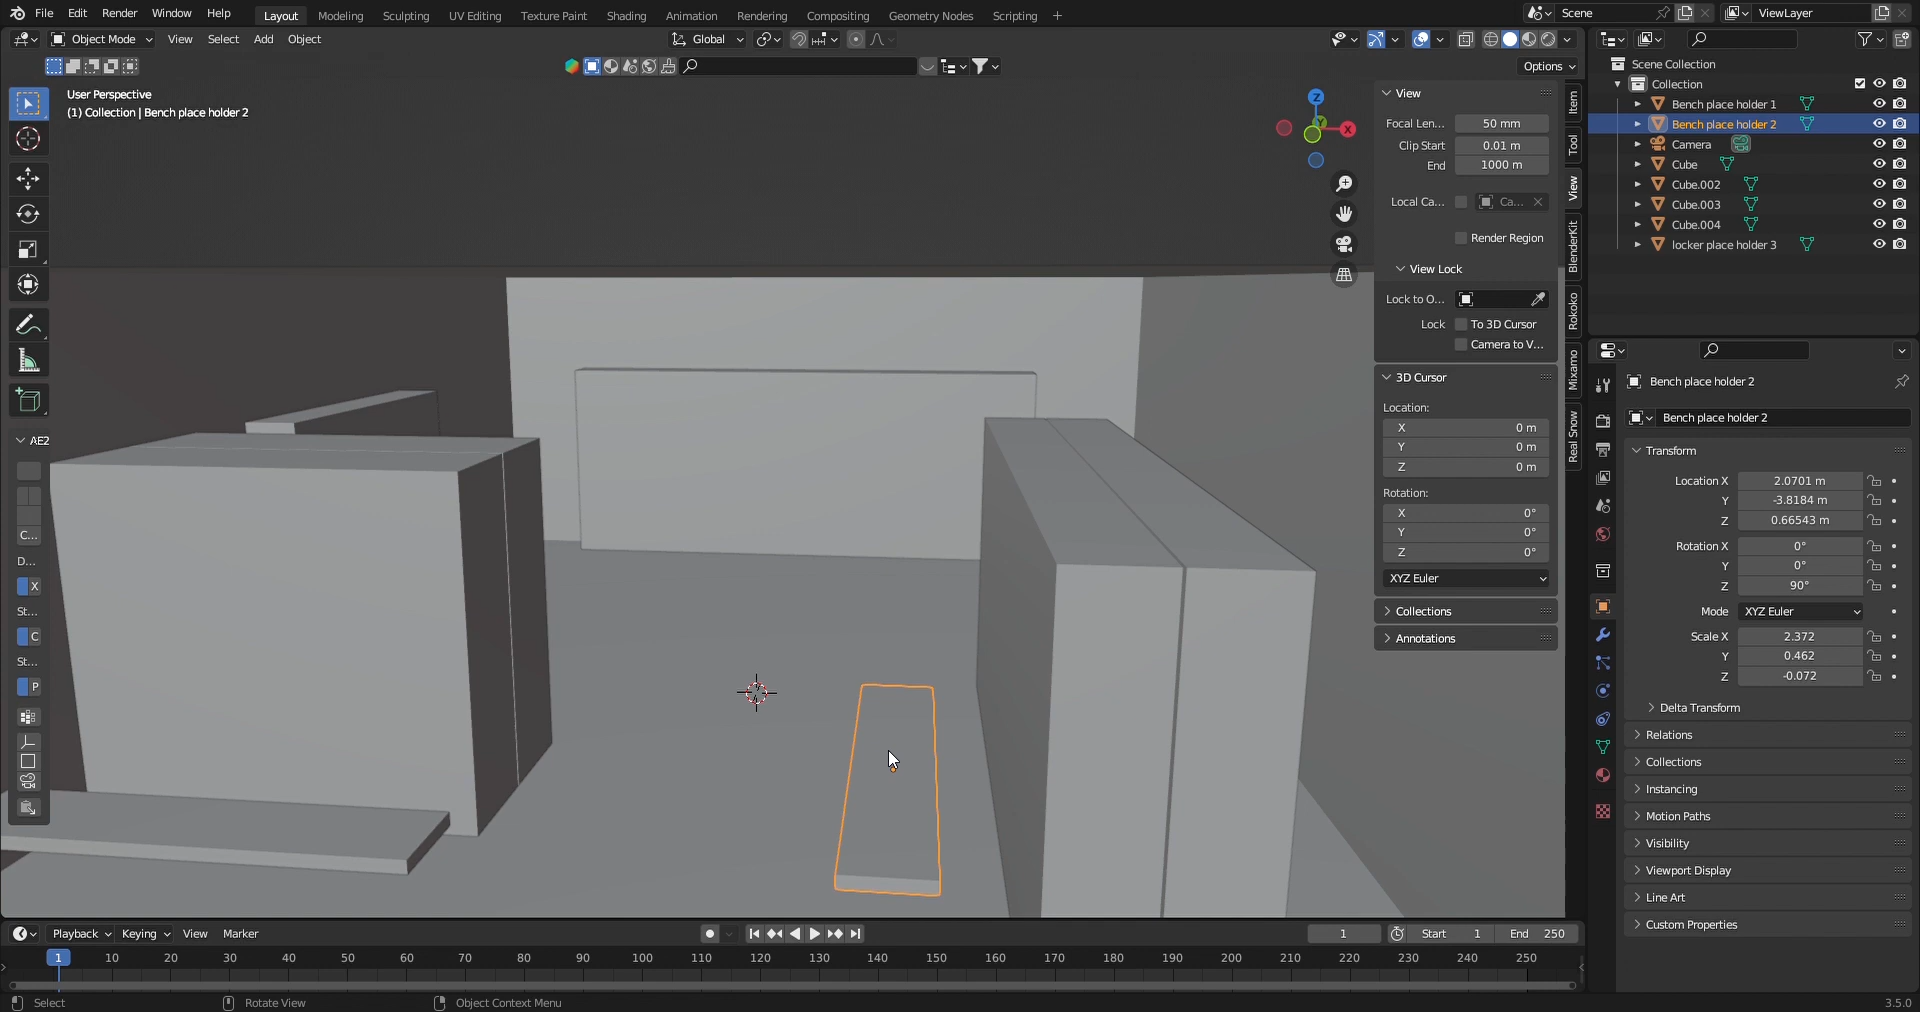 File Edit Render Window Help Layout Modeling Sculpting UV Editing Texture Paint Shading Animation Rendering Compositing Geometry Nodes Scripting + Scene ViewLayer
Object Mode View Select Add Object Global
Options
User Perspective
(1) Collection | Bench place holder 2
Z
Y
X
AE2
C...
D...
X
St...
C
St...
P
View
Focal Len... 50 mm
Clip Start 0.01 m
End 1000 m
Local Ca... Ca...
Render Region
View Lock
Lock to O...
Lock To 3D Cursor
Camera to V...
3D Cursor
Location:
X 0 m
Y 0 m
Z 0 m
Rotation:
X 0°
Y 0°
Z 0°
XYZ Euler
Collections
Annotations
Item
Tool
View
BlenderKit
Rokoko
Mixamo
Real Snow
Scene Collection
Collection
Bench place holder 1
Bench place holder 2
Camera
Cube
Cube.002
Cube.003
Cube.004
locker place holder 3
Bench place holder 2
Bench place holder 2
Transform
Location X 2.0701 m
Y -3.8184 m
Z 0.66543 m
Rotation X 0°
Y 0°
Z 90°
Mode XYZ Euler
Scale X 2.372
Y 0.462
Z -0.072
Delta Transform
Relations
Collections
Instancing
Motion Paths
Visibility
Viewport Display
Line Art
Custom Properties
Playback Keying View Marker 1 Start 1 End 250
1 10 20 30 40 50 60 70 80 90 100 110 120 130 140 150 160 170 180 190 200 210 220 230 240 250
Select Rotate View Object Context Menu 3.5.0